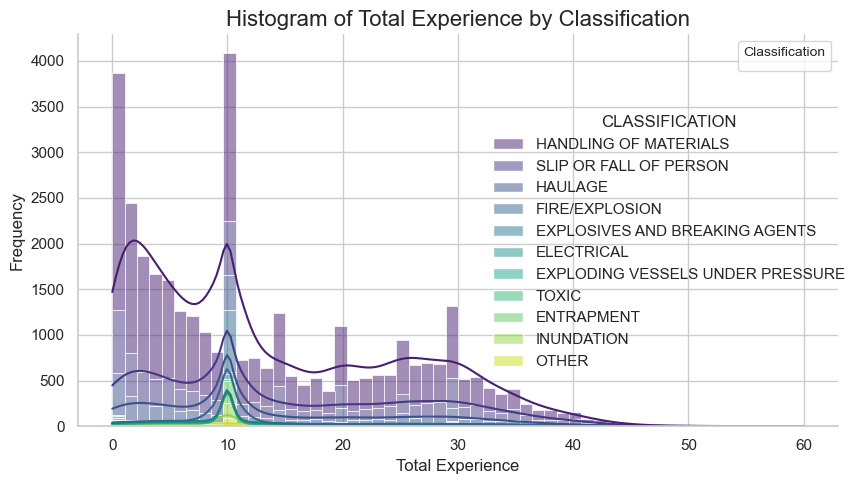 Histogram of Total Experience by Classification
Classification
CLASSIFICATION
HANDLING OF MATERIALS
SLIP OR FALL OF PERSON
HAULAGE
FIRE/EXPLOSION
EXPLOSIVES AND BREAKING AGENTS
ELECTRICAL
EXPLODING VESSELS UNDER PRESSURE
TOXIC
ENTRAPMENT
INUNDATION
OTHER
Frequency
4000
3500
3000
2500
2000
1500
1000
500
0
0 10 20 30 40 50 60
Total Experience